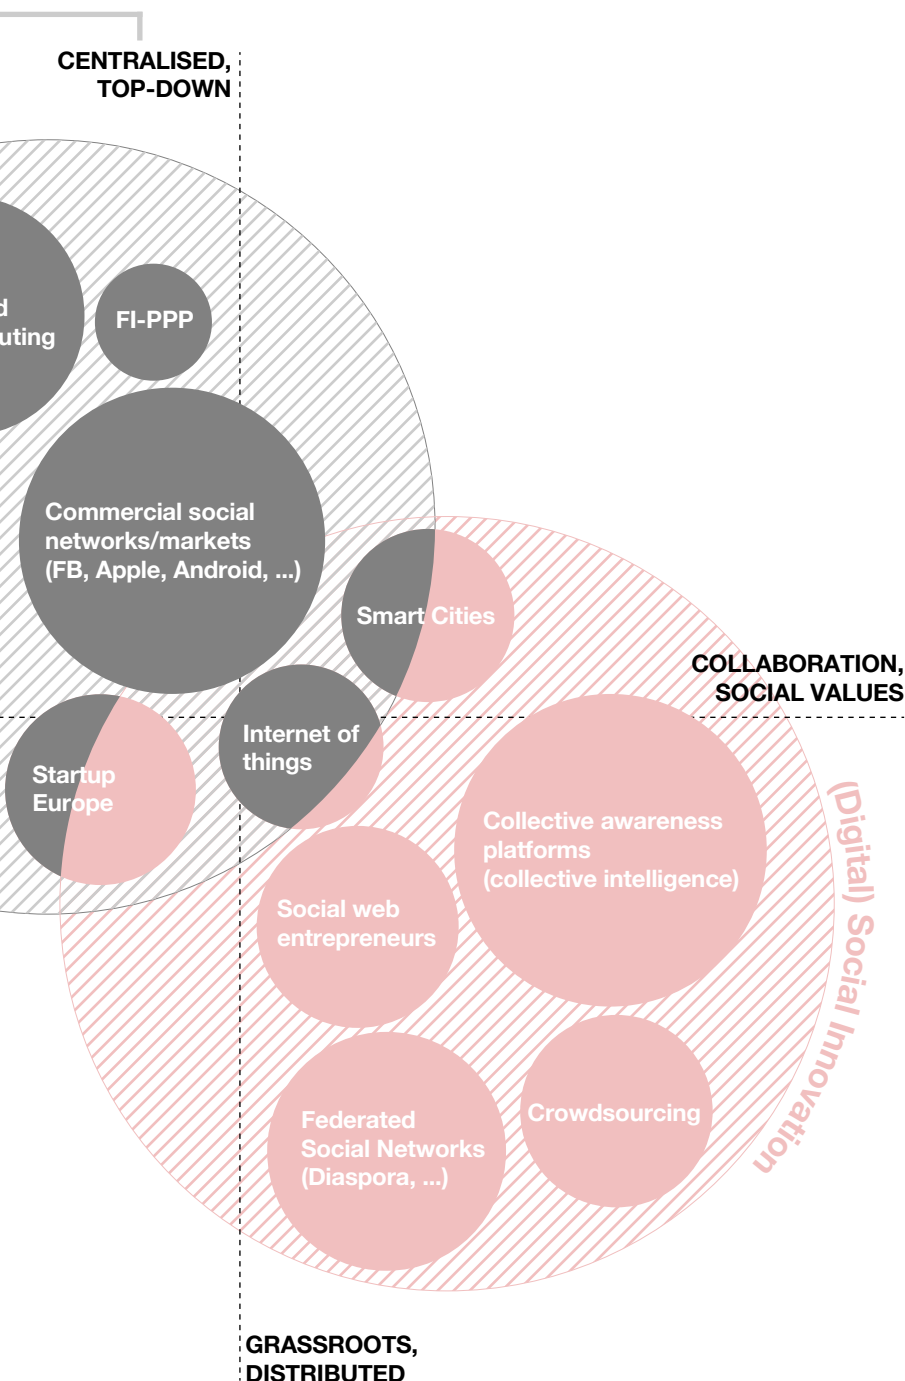 CENTRALISED,
TOP-DOWN
FI-PPP
Commercial social
networks/markets
(FB, Apple, Android, ...)
Smart Cities
COLLABORATION,
SOCIAL VALUES
Internet of
things
Startup
Europe
Collective awareness
platforms
(collective intelligence)
(Digital) Social Innovation
Social web
entrepreneurs
Federated
Social Networks
(Diaspora, ...)
Crowdsourcing
GRASSROOTS,
DISTRIBUTED